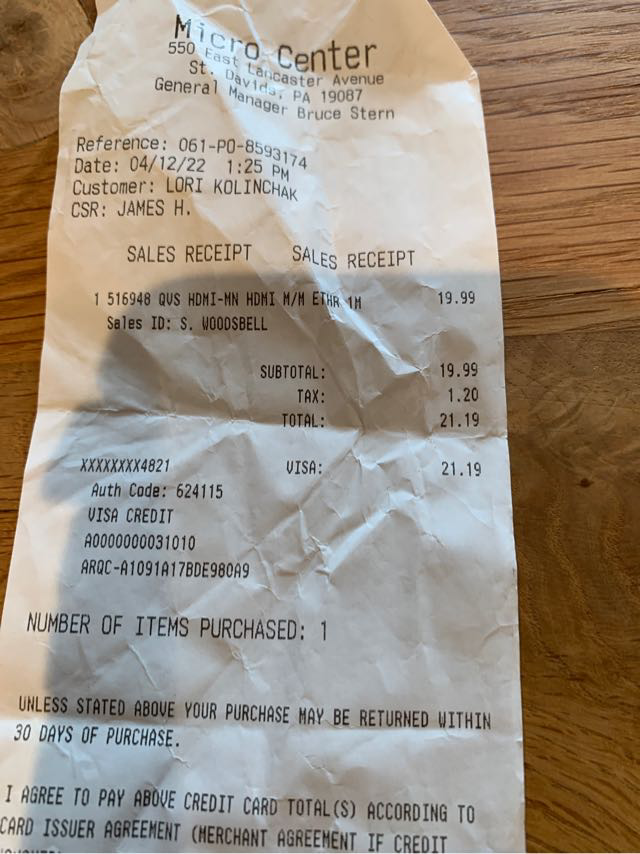 Micro Center
550 East Lancaster Avenue
St. Davids, PA 19087
General Manager Bruce Stern
Reference: 061-PO-8593174
Date: 04/12/22 1:25 PM
Customer: LORI KOLINCHAK
CSR: JAMES H.
SALES RECEIPT SALES RECEIPT
1 516948 QVS HDMI-MN HDMI M/M ETHR 1M 19.99
Sales ID: S. WOODSBELL
SUBTOTAL: 19.99
TAX: 1.20
TOTAL: 21.19
XXXXXXXX4821 VISA: 21.19
Auth Code: 624115
VISA CREDIT
A0000000031010
ARQC-A1091A17BDE980A9
NUMBER OF ITEMS PURCHASED: 1
UNLESS STATED ABOVE YOUR PURCHASE MAY BE RETURNED WITHIN
30 DAYS OF PURCHASE.
I AGREE TO PAY ABOVE CREDIT CARD TOTAL(S) ACCORDING TO
CARD ISSUER AGREEMENT (MERCHANT AGREEMENT IF CREDIT